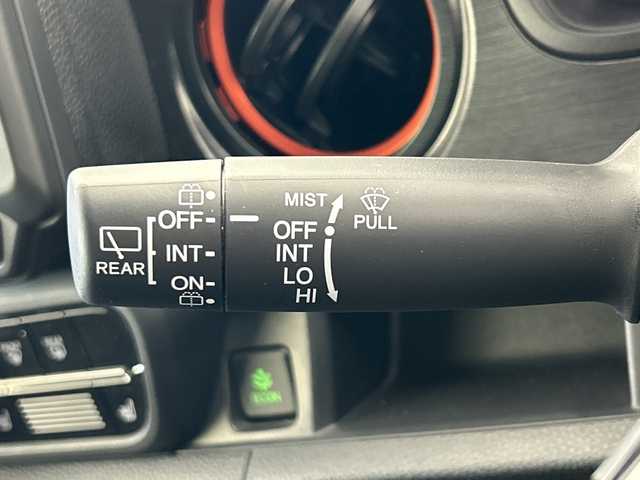 OFF
INT
ON
REAR
MIST
OFF
INT
LO
HI
PULL
ECON